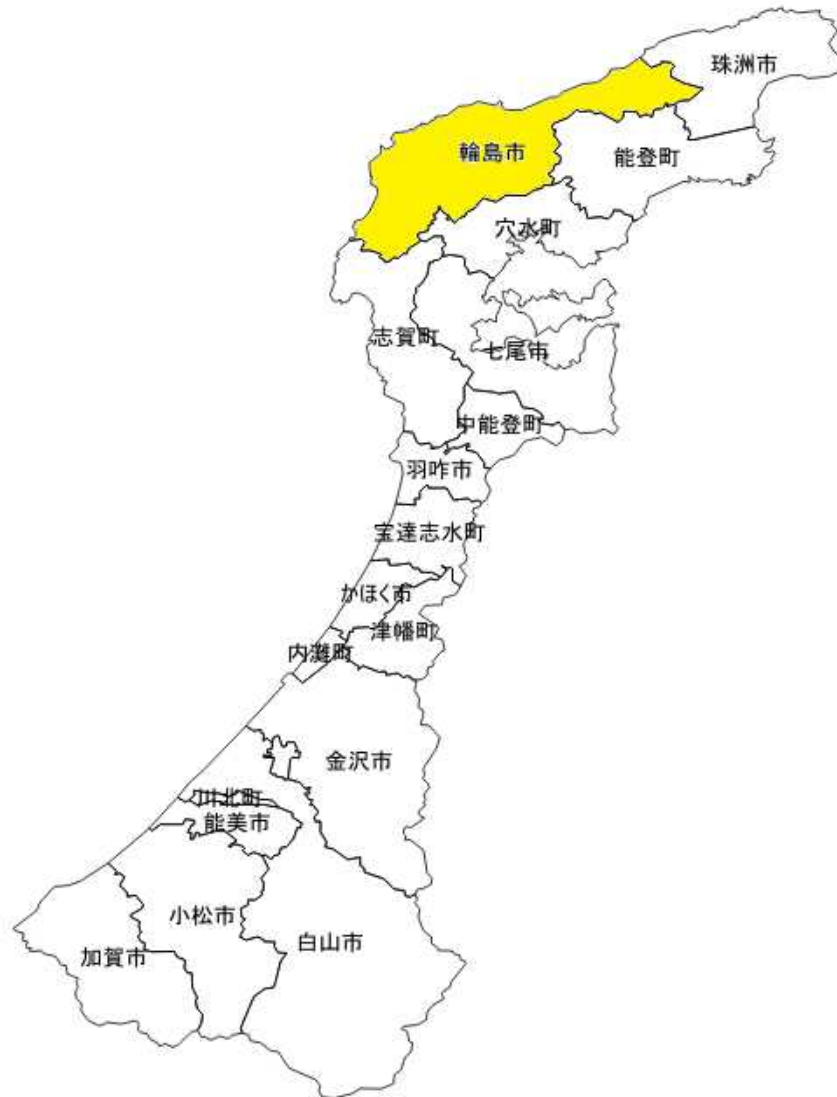 珠洲市
輪島市
能登町
穴水町
志賀町
七尾市
中能登町
羽咋市
宝達志水町
かほく市
津幡町
内灘町
金沢市
川北町
能美市
小松市
白山市
加賀市